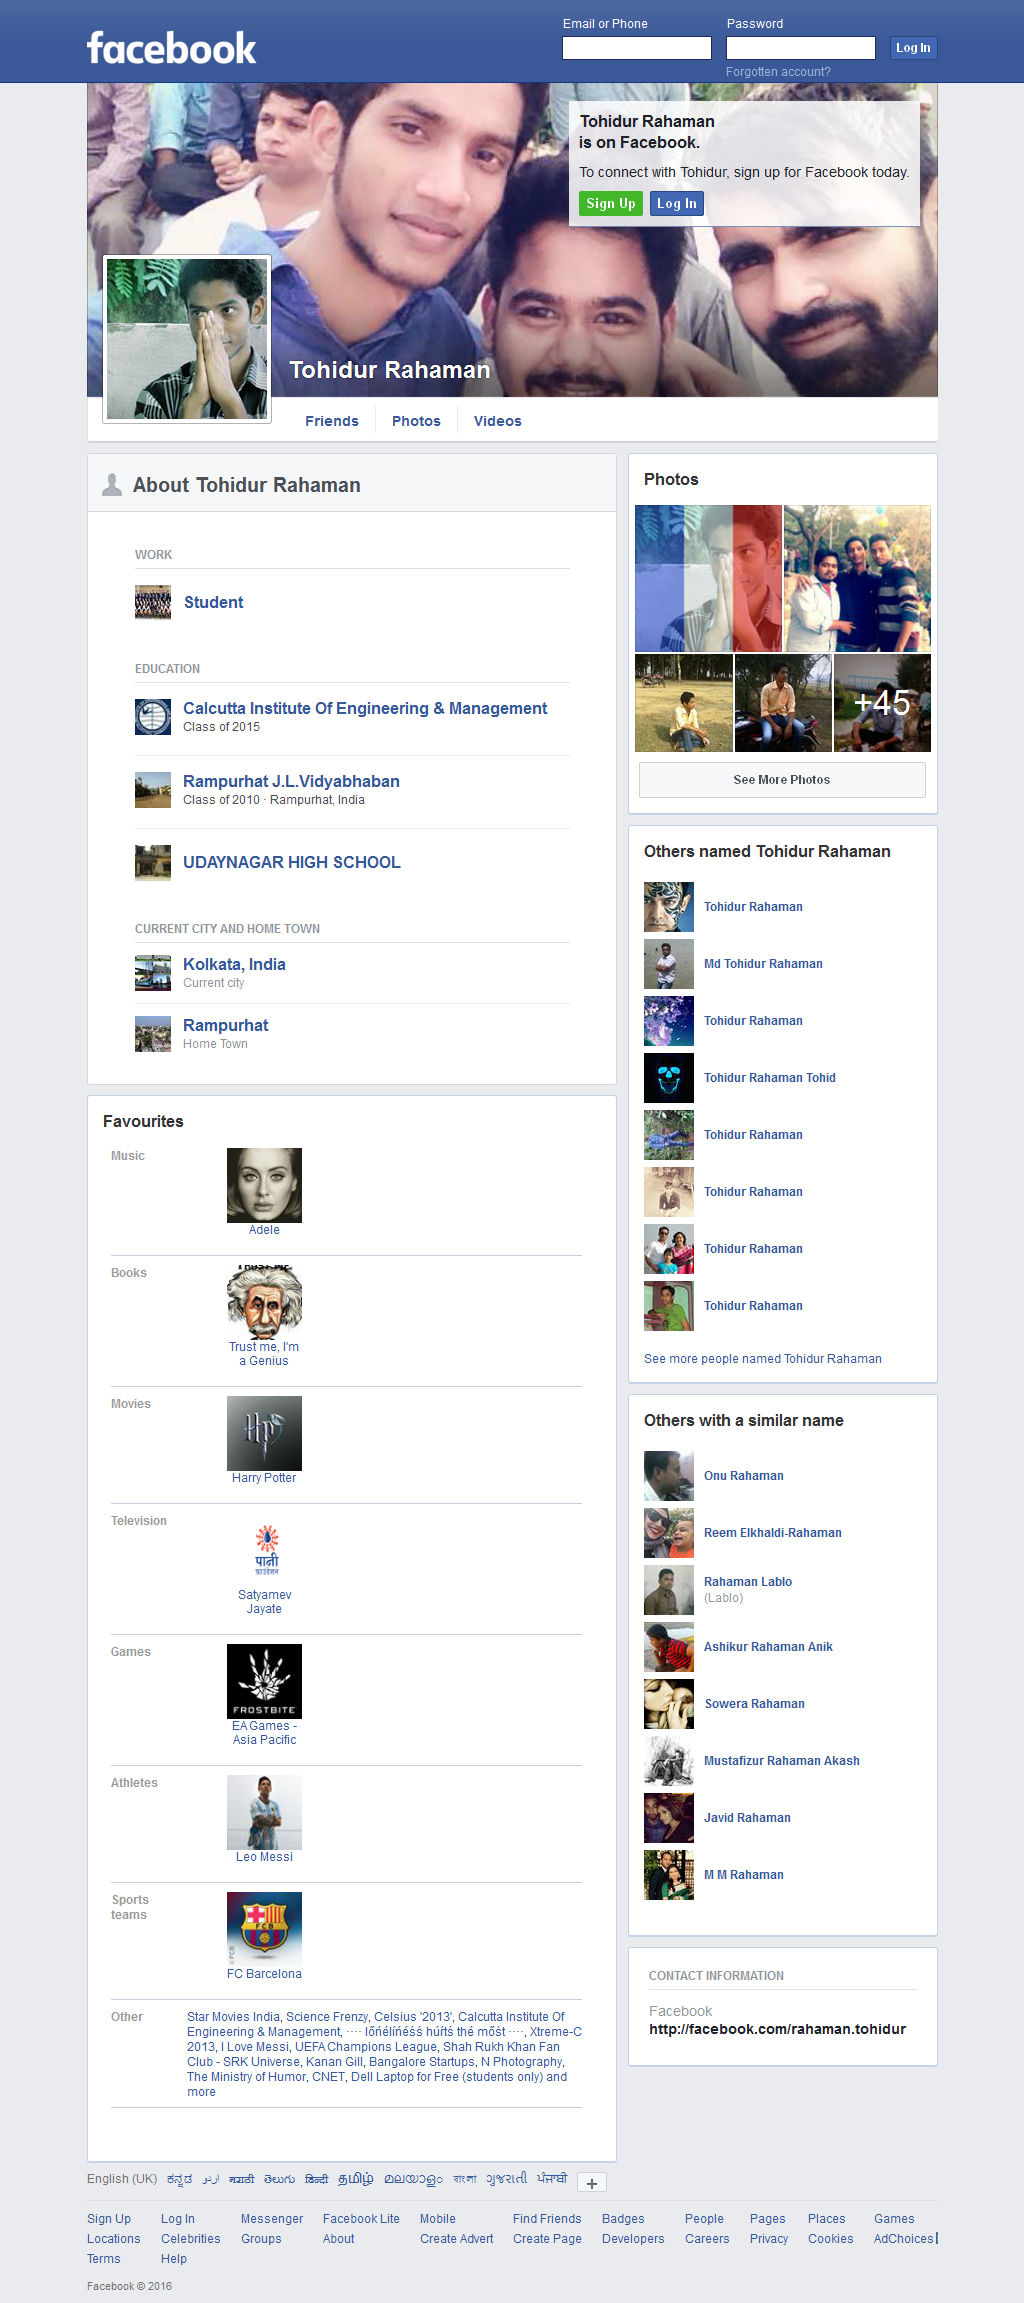 facebook
Email or Phone
Password
Log In
Forgotten account?
Tohidur Rahaman
is on Facebook.
To connect with Tohidur, sign up for Facebook today.
Sign Up
Log In
Tohidur Rahaman
Friends
Photos
Videos
About Tohidur Rahaman
WORK
Student
EDUCATION
Calcutta Institute Of Engineering & Management
Class of 2015
Rampurhat J.L.Vidyabhaban
Class of 2010 · Rampurhat, India
UDAYNAGAR HIGH SCHOOL
CURRENT CITY AND HOME TOWN
Kolkata, India
Current city
Rampurhat
Home Town
Favourites
Music
Adele
Books
TRUST ME,
Trust me, I'm
a Genius
Movies
HP
Harry Potter
Television
पानी
फ़ाउंडेशन
Satyamev
Jayate
Games
FROSTBITE
EA Games -
Asia Pacific
Athletes
Leo Messi
Sports
teams
FCB
© FCB
FC Barcelona
Other
Star Movies India, Science Frenzy, Celsius '2013', Calcutta Institute Of
Engineering & Management, ···· lőńélíńéśś húŕtś thé mőśt ····, Xtreme-C
2013, I Love Messi, UEFA Champions League, Shah Rukh Khan Fan
Club - SRK Universe, Kanan Gill, Bangalore Startups, N Photography,
The Ministry of Humor, CNET, Dell Laptop for Free (students only) and
more
Photos
+45
See More Photos
Others named Tohidur Rahaman
Tohidur Rahaman
Md Tohidur Rahaman
Tohidur Rahaman
Tohidur Rahaman Tohid
Tohidur Rahaman
Tohidur Rahaman
Tohidur Rahaman
Tohidur Rahaman
See more people named Tohidur Rahaman
Others with a similar name
Onu Rahaman
Reem Elkhaldi-Rahaman
Rahaman Lablo
(Lablo)
Ashikur Rahaman Anik
Sowera Rahaman
Mustafizur Rahaman Akash
Javid Rahaman
M M Rahaman
CONTACT INFORMATION
Facebook
http://facebook.com/rahaman.tohidur
English (UK) ಕನ್ನಡ اردو मराठी తెలుగు हिन्दी தமிழ் മലയാളം বাংলা ગુજરાતી ਪੰਜਾਬੀ +
Sign Up Log In Messenger Facebook Lite Mobile Find Friends Badges People Pages Places Games
Locations Celebrities Groups About Create Advert Create Page Developers Careers Privacy Cookies AdChoices
Terms Help
Facebook © 2016